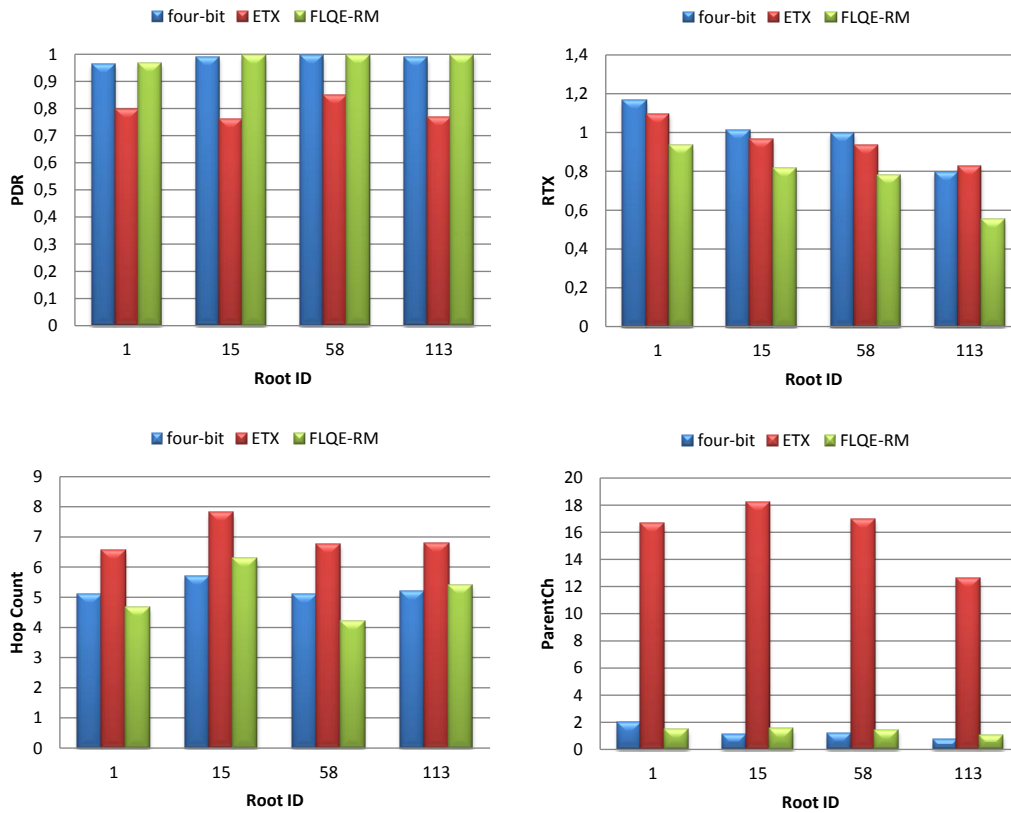 four-bit ETX FLQE-RM
1
0,9
0,8
0,7
0,6
0,5
0,4
0,3
0,2
0,1
0
PDR
1 15 58 113
Root ID
four-bit ETX FLQE-RM
1,4
1,2
1
0,8
0,6
0,4
0,2
0
RTX
1 15 58 113
Root ID
four-bit ETX FLQE-RM
9
8
7
6
5
4
3
2
1
0
Hop Count
1 15 58 113
Root ID
four-bit ETX FLQE-RM
20
18
16
14
12
10
8
6
4
2
0
ParentCh
1 15 58 113
Root ID